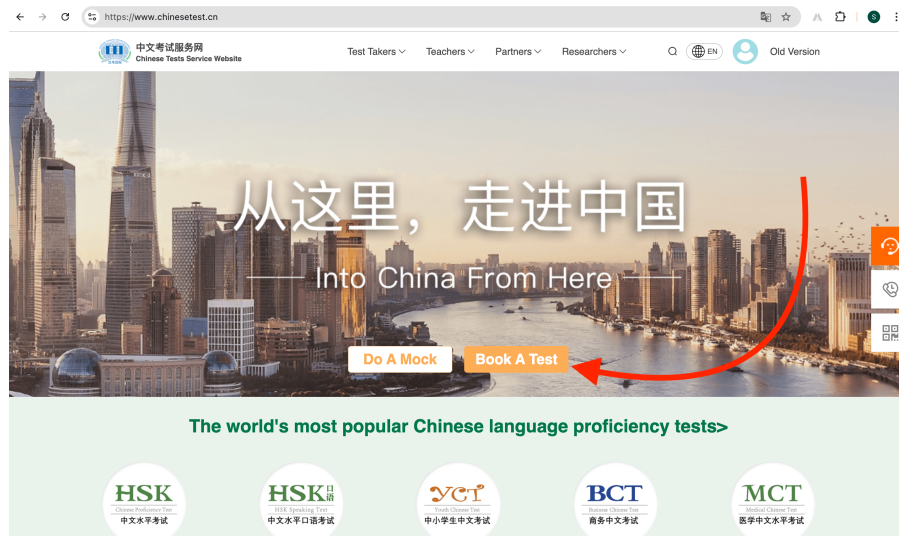 https://www.chinesetest.cn
S
中文考试服务网
Chinese Tests Service Website
Test Takers
Teachers
Partners
Researchers
EN
Old Version
从这里，走进中国
Into China From Here
Do A Mock
Book A Test
The world's most popular Chinese language proficiency tests>
HSK
Chinese Proficiency Test
中文水平考试
HSK口语
HSK Speaking Test
中文水平口语考试
YCT
Youth Chinese Test
中小学生中文考试
BCT
Business Chinese Test
商务中文考试
MCT
Medical Chinese Test
医学中文水平考试